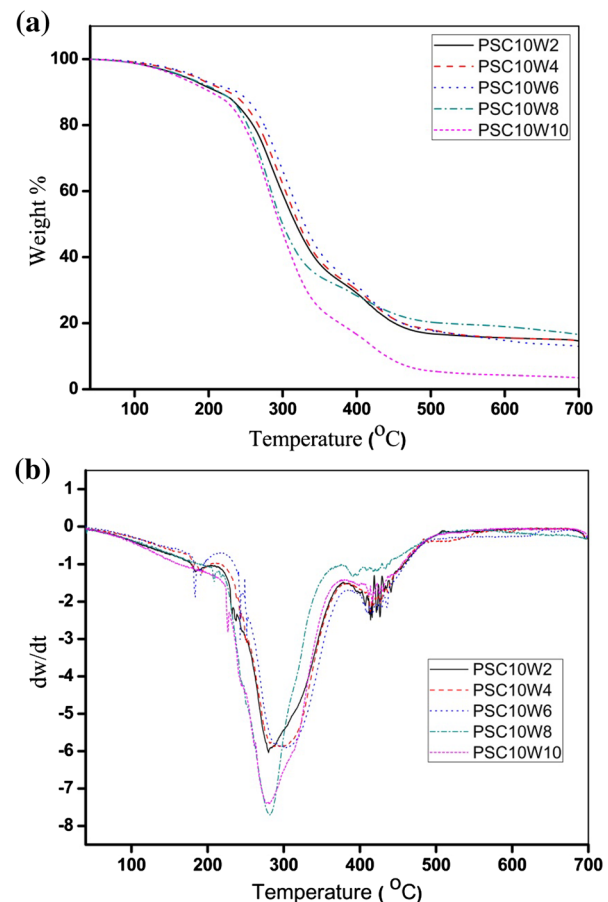 (a)
100
80
60
40
20
0
Weight %
100 200 300 400 500 600 700
Temperature (OC)
PSC10W2
PSC10W4
PSC10W6
PSC10W8
PSC10W10
(b)
1
0
-1
-2
-3
-4
-5
-6
-7
-8
dw/dt
100 200 300 400 500 600 700
Temperature (OC)
PSC10W2
PSC10W4
PSC10W6
PSC10W8
PSC10W10